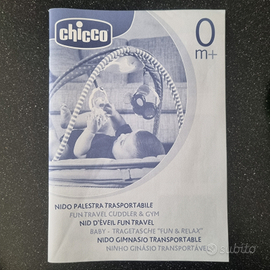 chicco
0
m+
NIDO PALESTRA TRASPORTABILE
FUN TRAVEL CUDDLER & GYM
NID D'ÉVEIL FUN TRAVEL
BABY - TRAGETASCHE "FUN & RELAX"
NIDO GIMNASIO TRANSPORTABLE
NINHO GINÁSIO TRANSPORTÁVEL
subito